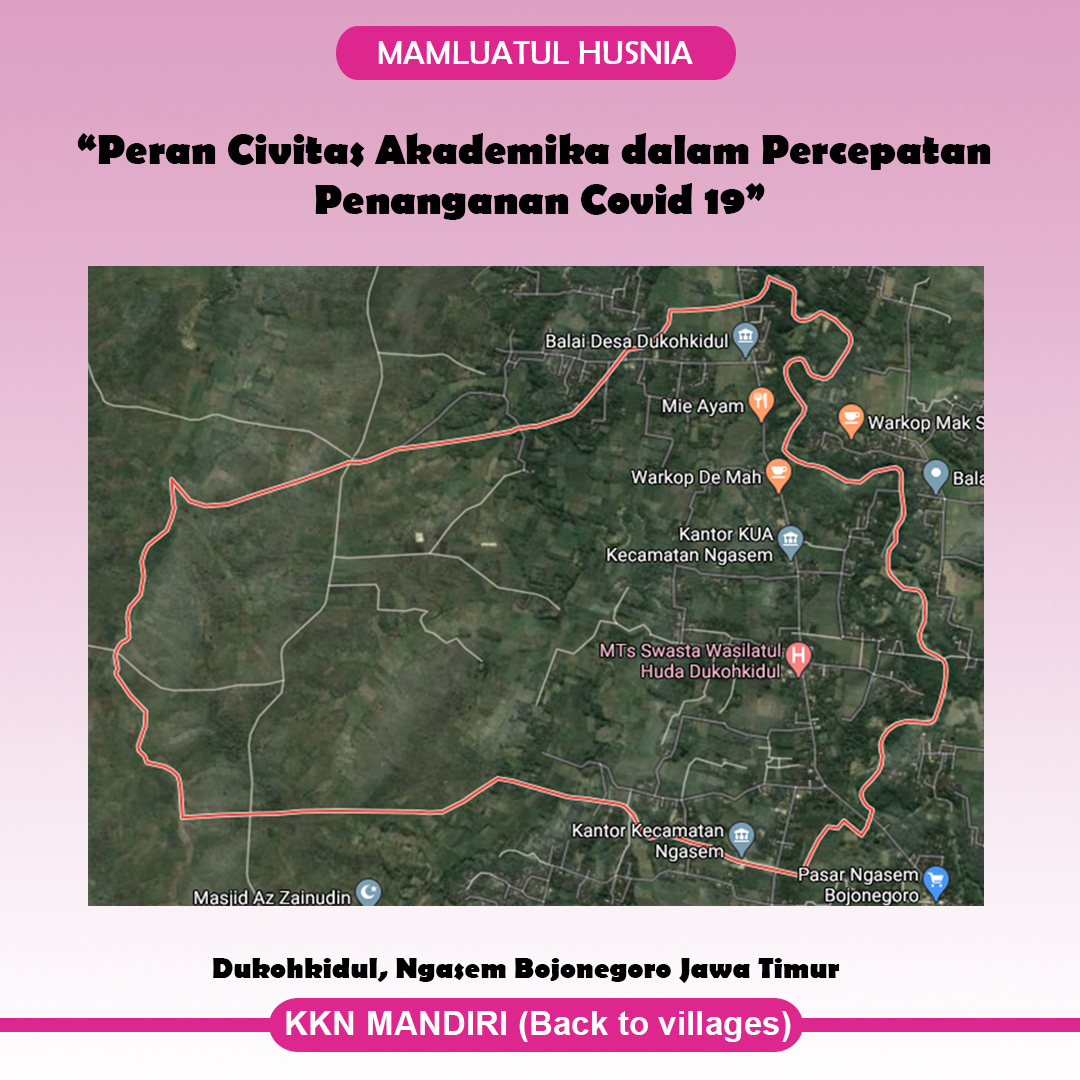 MAMLUATUL HUSNIA
“Peran Civitas Akademika dalam Percepatan
Penanganan Covid 19”
Balai Desa Dukohkidul
Mie Ayam
Warkop Mak S
Warkop De Mah
Bala
Kantor KUA
Kecamatan Ngasem
MTs Swasta Wasilatul
Huda Dukohkidul
Kantor Kecamatan
Ngasem
Pasar Ngasem
Bojonegoro
Masjid Az Zainudin
Dukohkidul, Ngasem Bojonegoro Jawa Timur
KKN MANDIRI (Back to villages)